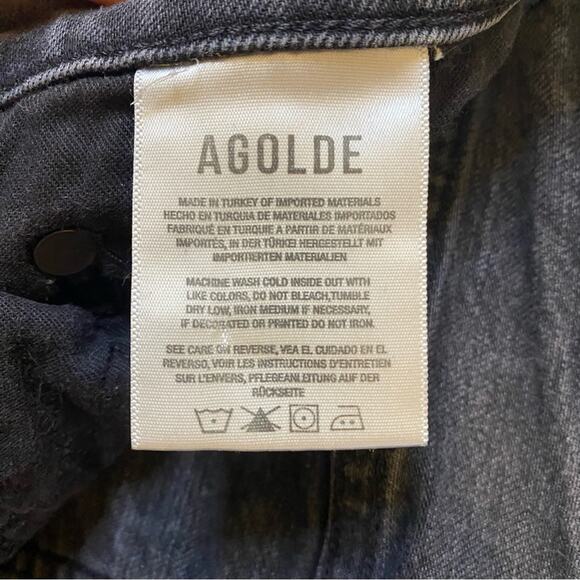 AGOLDE
MADE IN TURKEY OF IMPORTED MATERIALS
HECHO EN TURQUIA DE MATERIALES IMPORTADOS
FABRIQUÉ EN TURQUIE A PARTIR DE MATÉRIAUX
IMPORTÉS, IN DER TÜRKEI HERGESTELLT MIT
IMPORTIERTEN MATERIALIEN
MACHINE WASH COLD INSIDE OUT WITH
LIKE COLORS, DO NOT BLEACH,TUMBLE
DRY LOW, IRON MEDIUM IF NECESSARY,
IF DECORATED OR PRINTED DO NOT IRON.
SEE CARE ON REVERSE, VEA EL CUIDADO EN EL
REVERSO, VOIR LES INSTRUCTIONS D'ENTRETIEN
SUR L'ENVERS, PFLEGEANLEITUNG AUF DER
RÜCKSEITE